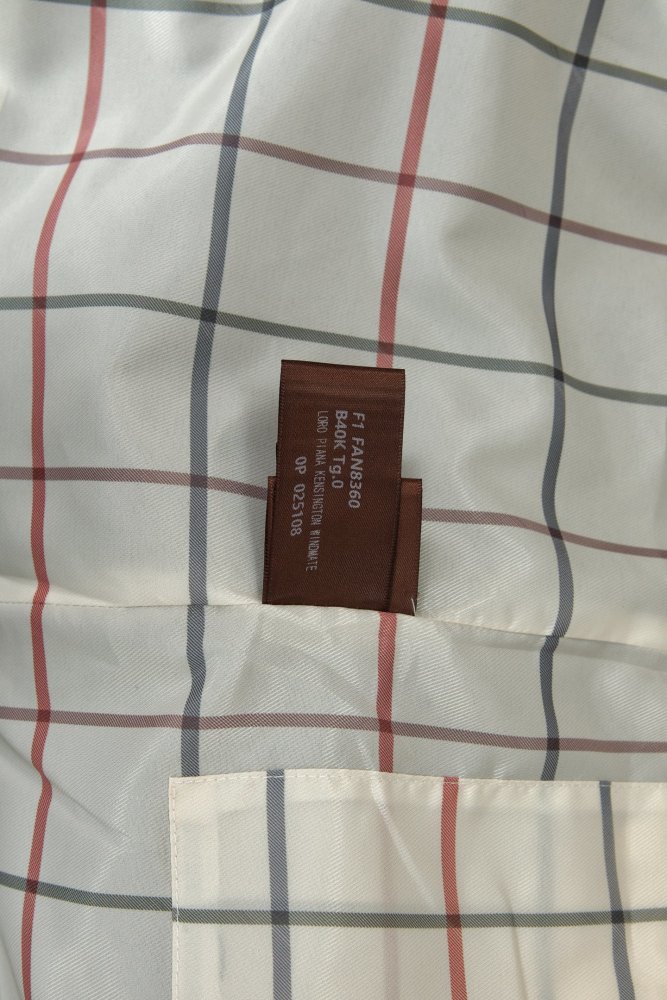 F1 FAN8360
B40K Tg.0
LORO PIANA KENSINGTON WINDMATE
OP 025108